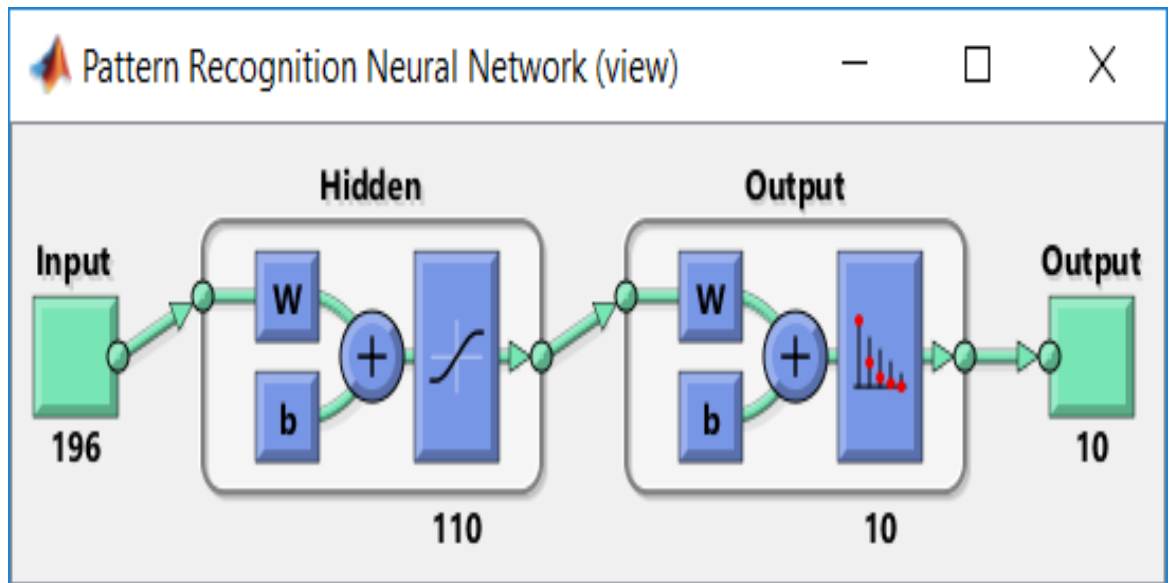 Pattern Recognition Neural Network (view)
Hidden
Output
Input
Output
W
W
b
b
196
10
110
10